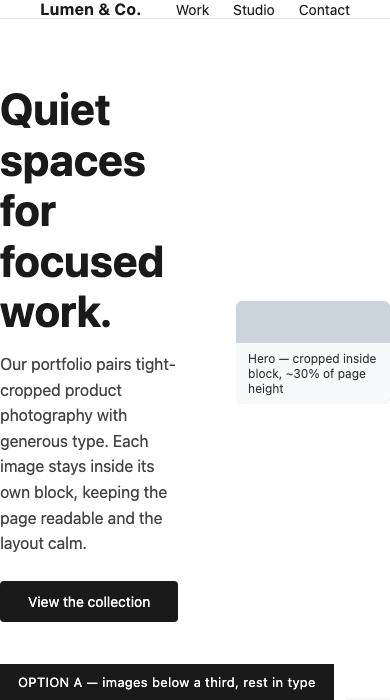 Lumen & Co.
Work
Studio
Contact
Quiet
spaces
for
focused
work.
Our portfolio pairs tight-
cropped product
photography with
generous type. Each
image stays inside its
own block, keeping the
page readable and the
layout calm.
View the collection
Hero — cropped inside
block, ~30% of page
height
OPTION A — images below a third, rest in type